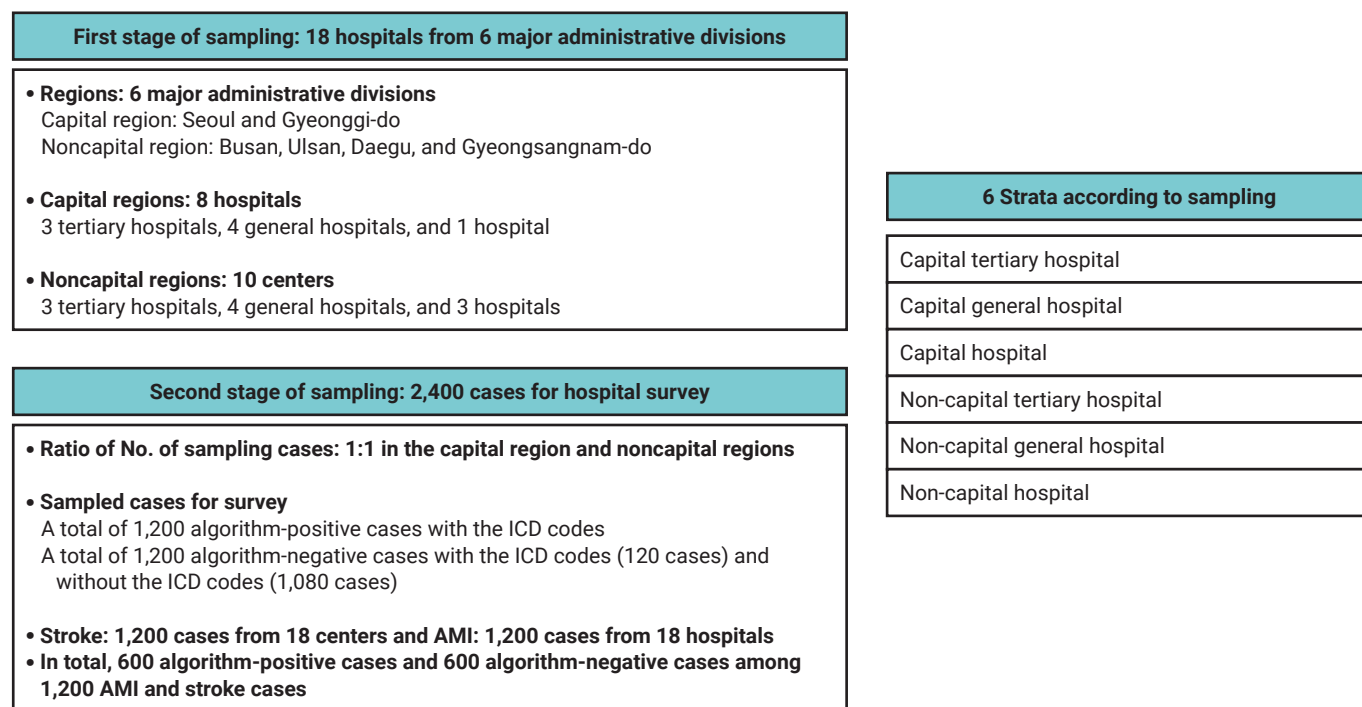 First stage of sampling: 18 hospitals from 6 major administrative divisions
• Regions: 6 major administrative divisions
Capital region: Seoul and Gyeonggi-do
Noncapital region: Busan, Ulsan, Daegu, and Gyeongsangnam-do
• Capital regions: 8 hospitals
3 tertiary hospitals, 4 general hospitals, and 1 hospital
• Noncapital regions: 10 centers
3 tertiary hospitals, 4 general hospitals, and 3 hospitals
Second stage of sampling: 2,400 cases for hospital survey
• Ratio of No. of sampling cases: 1:1 in the capital region and noncapital regions
• Sampled cases for survey
A total of 1,200 algorithm-positive cases with the ICD codes
A total of 1,200 algorithm-negative cases with the ICD codes (120 cases) and
without the ICD codes (1,080 cases)
• Stroke: 1,200 cases from 18 centers and AMI: 1,200 cases from 18 hospitals
• In total, 600 algorithm-positive cases and 600 algorithm-negative cases among
1,200 AMI and stroke cases
6 Strata according to sampling
Capital tertiary hospital
Capital general hospital
Capital hospital
Non-capital tertiary hospital
Non-capital general hospital
Non-capital hospital